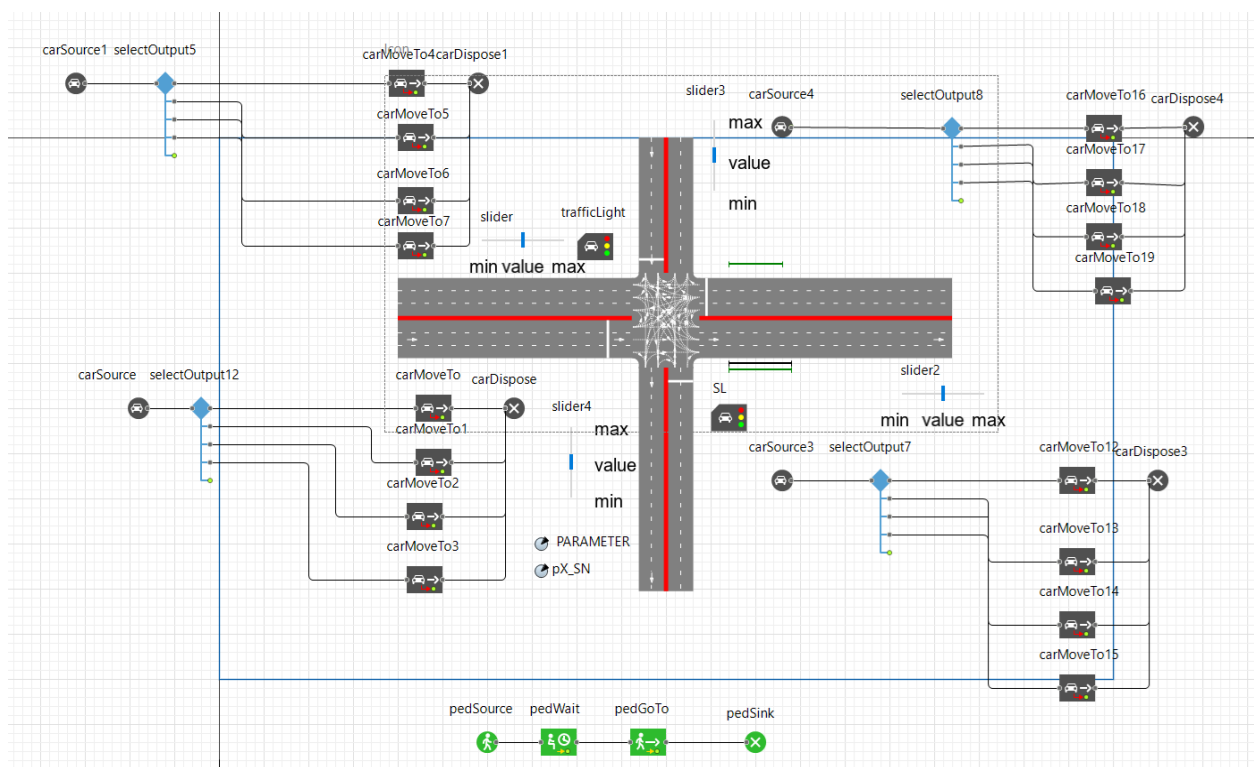 carSource1 selectOutput5
Icon
carMoveTo4 carDispose1
carMoveTo5
carMoveTo6
carMoveTo7
slider
min value max
trafficLight
slider3
max
value
min
carSource4
selectOutput8
carMoveTo16 carDispose4
carMoveTo17
carMoveTo18
carMoveTo19
carSource selectOutput12
carMoveTo carDispose
carMoveTo1
carMoveTo2
carMoveTo3
slider4
max
value
min
PARAMETER
pX_SN
SL
slider2
min value max
carSource3 selectOutput7
carMoveTo12 carDispose3
carMoveTo13
carMoveTo14
carMoveTo15
pedSource pedWait pedGoTo pedSink